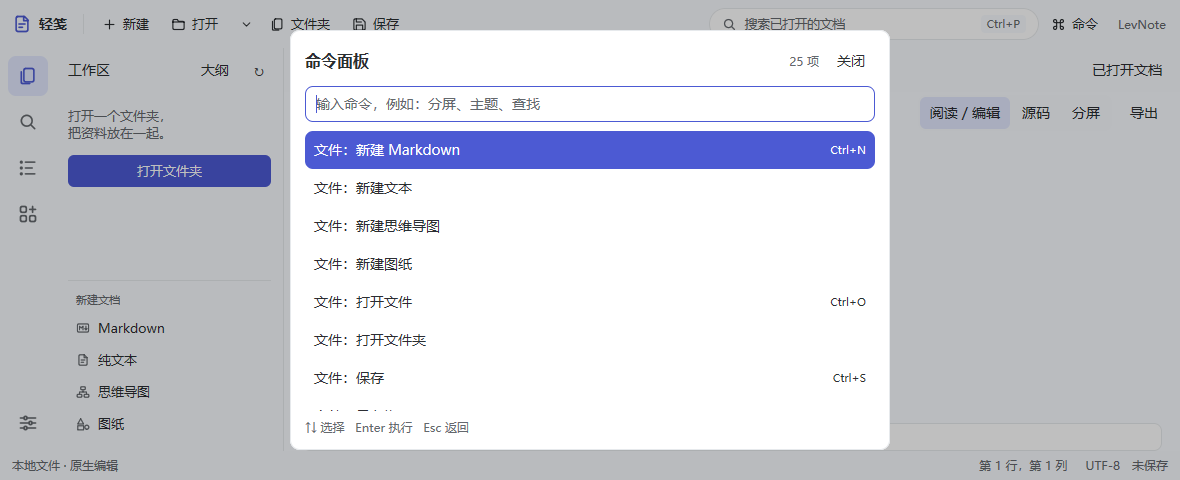 轻笺 新建 打开 文件夹 保存 搜索已打开的文档 Ctrl+P 命令 LevNote
工作区 大纲
打开一个文件夹，
把资料放在一起。
打开文件夹
新建文档
Markdown
纯文本
思维导图
图纸
命令面板 25 项 关闭
输入命令，例如：分屏、主题、查找
文件：新建 Markdown Ctrl+N
文件：新建文本
文件：新建思维导图
文件：新建图纸
文件：打开文件 Ctrl+O
文件：打开文件夹
文件：保存 Ctrl+S
↑↓ 选择 Enter 执行 Esc 返回
已打开文档
阅读 / 编辑 源码 分屏 导出
本地文件 · 原生编辑 第 1 行，第 1 列 UTF-8 未保存